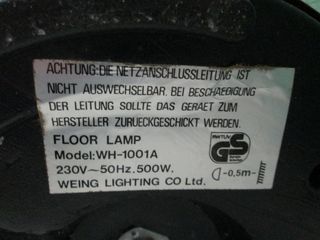 ACHTUNG:DIE NETZANSCHLUSSLEITUNG IST
NICHT AUSWECHSELBAR. BEI BESCHAEDIGUNG
DER LEITUNG SOLLTE DAS GERAET ZUM
HERSTELLER ZURUECKGESCHICKT WERDEN.
FLOOR LAMP
Model:WH-1001A
230V~50Hz.500W.
WEING LIGHTING CO Ltd.
RWTÜV
GS
-0,5m-